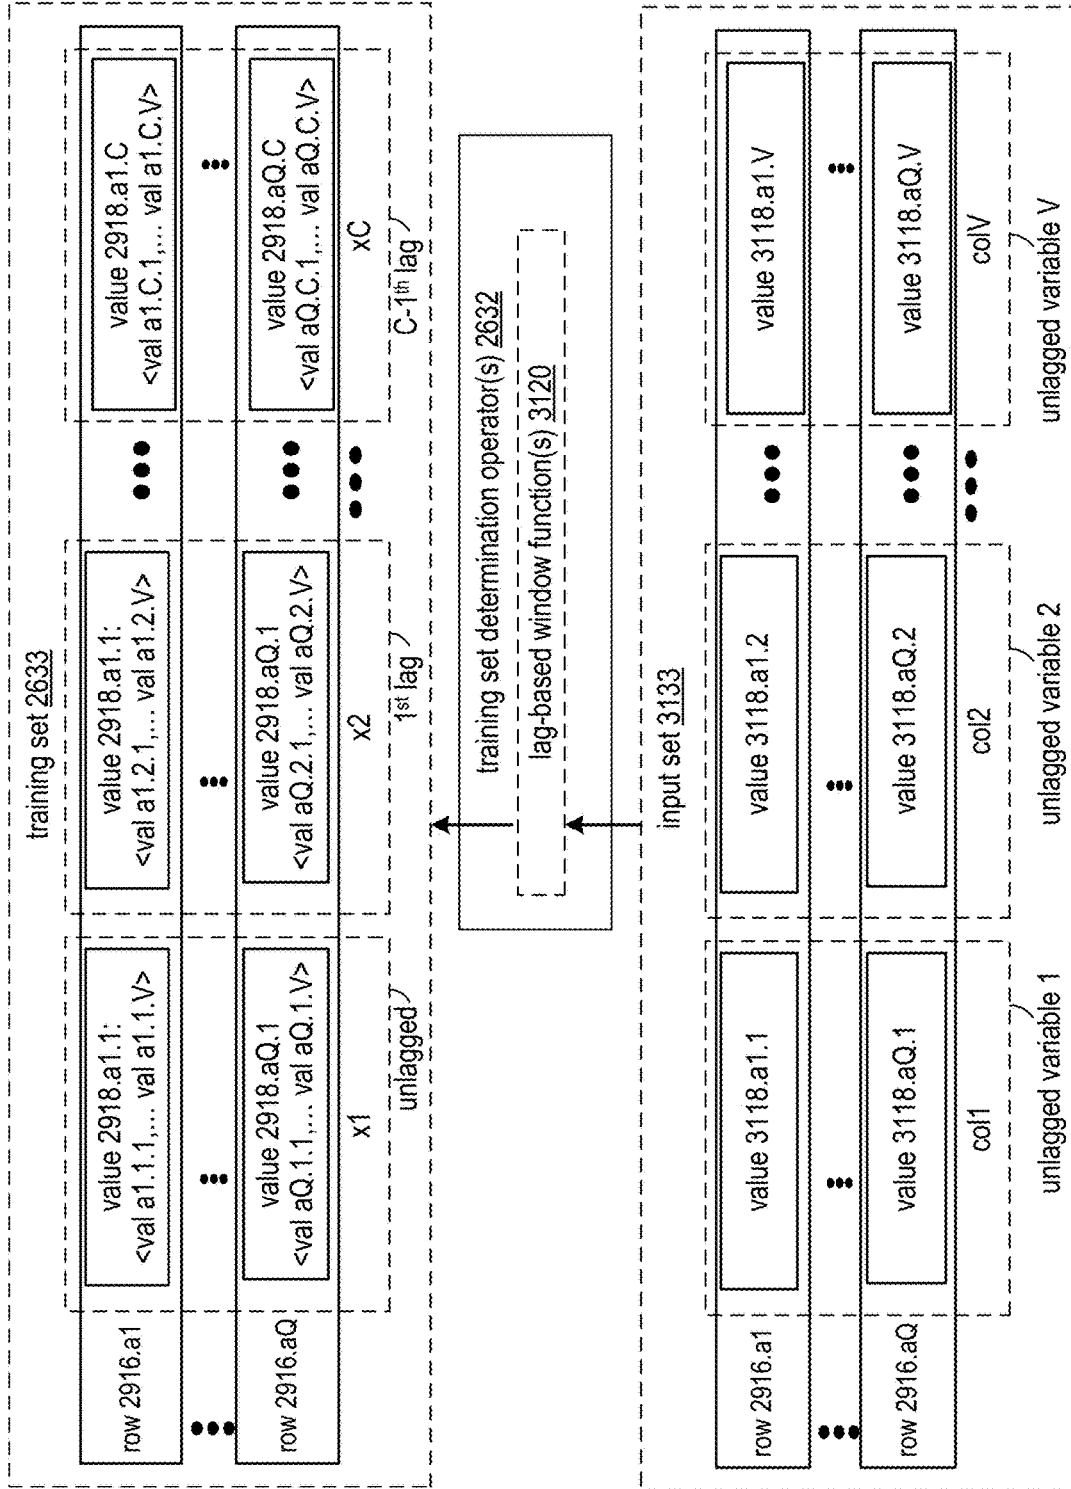 training set 2633
row 2916.a1
value 2918.a1.1:
<val a1.1.1,... val a1.1.V>
value 2918.a1.1:
<val a1.2.1,... val a1.2.V>
value 2918.a1.C
<val a1.C.1,... val a1.C.V>
row 2916.aQ
value 2918.aQ.1
<val aQ.1.1,... val aQ.1.V>
value 2918.aQ.1
<val aQ.2.1,... val aQ.2.V>
value 2918.aQ.C
<val aQ.C.1,... val aQ.C.V>
x1
x2
xC
unlagged
1st lag
C-1th lag
training set determination operator(s) 2632
lag-based window function(s) 3120
input set 3133
row 2916.a1
value 3118.a1.1
value 3118.a1.2
value 3118.a1.V
row 2916.aQ
value 3118.aQ.1
value 3118.aQ.2
value 3118.aQ.V
col1
col2
colV
unlagged variable 1
unlagged variable 2
unlagged variable V